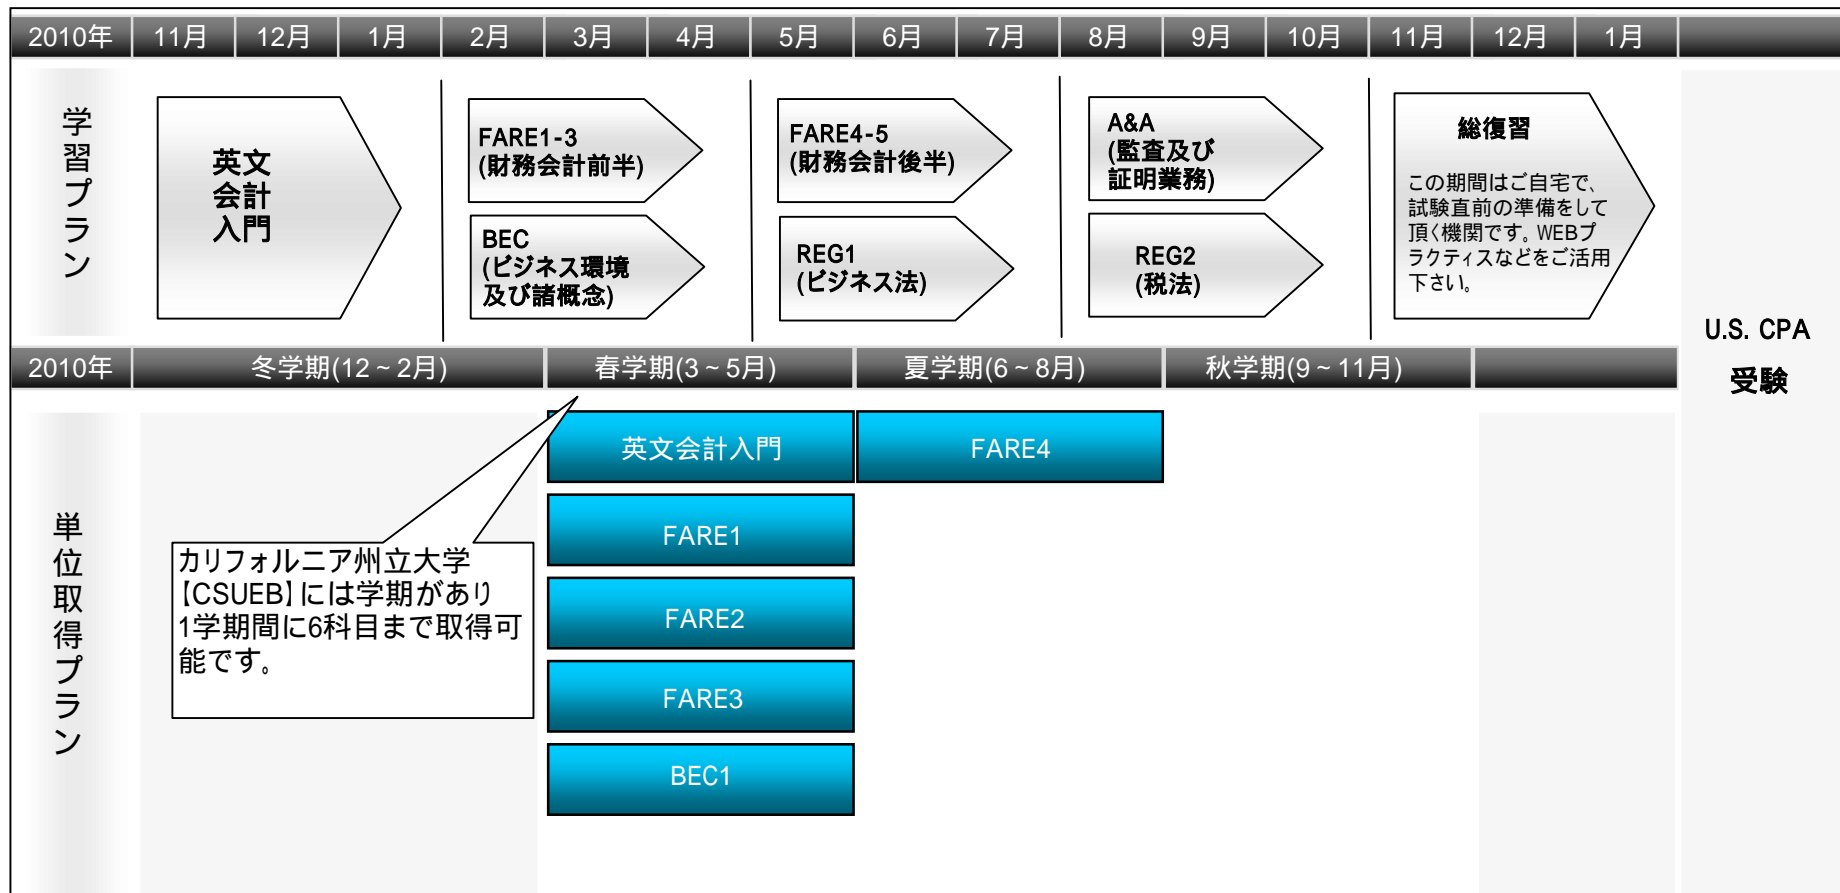 2010年 11月 12月 1月 2月 3月 4月 5月 6月 7月 8月 9月 10月 11月 12月 1月
学習プラン
英文
会計
入門
FARE1-3
(財務会計前半)
BEC
(ビジネス環境
及び諸概念)
FARE4-5
(財務会計後半)
REG1
(ビジネス法)
A&A
(監査及び
証明業務)
REG2
(税法)
総復習
この期間はご自宅で、
試験直前の準備をして
頂く機関です。WEBプ
ラクティスなどをご活用
下さい。
U.S. CPA
受験
2010年 冬学期(12～2月) 春学期(3～5月) 夏学期(6～8月) 秋学期(9～11月)
単位取得プラン
カリフォルニア州立大学
【CSUEB】には学期があり
1学期間に6科目まで取得可
能です。
英文会計入門 FARE4
FARE1
FARE2
FARE3
BEC1